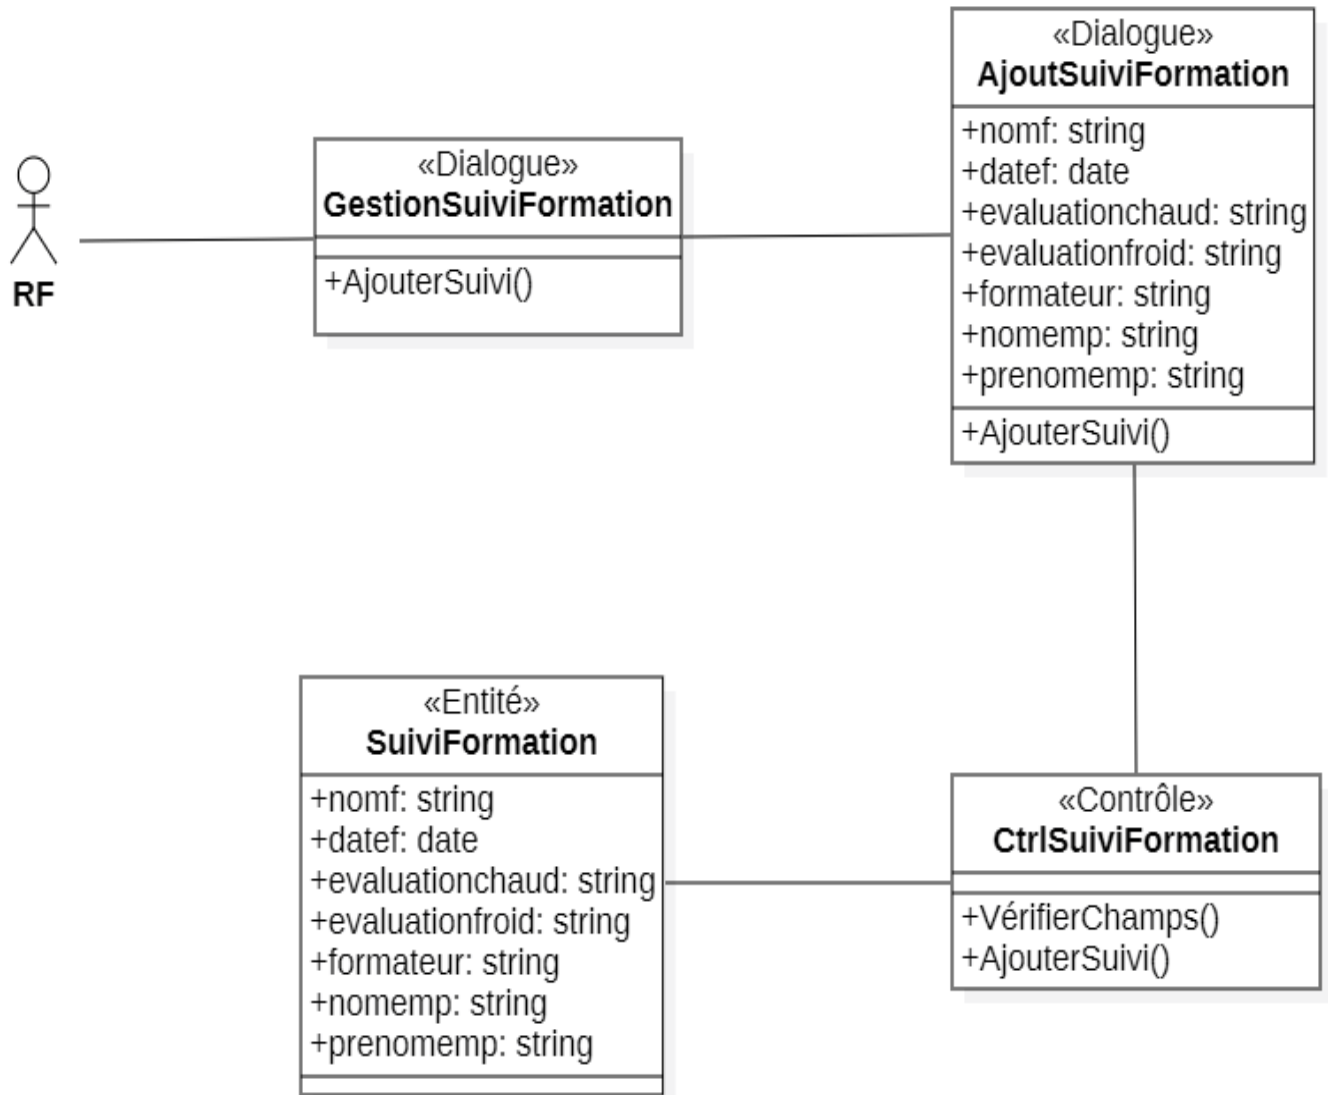 RF
«Dialogue»
GestionSuiviFormation
+AjouterSuivi()
«Dialogue»
AjoutSuiviFormation
+nomf: string
+datef: date
+evaluationchaud: string
+evaluationfroid: string
+formateur: string
+nomemp: string
+prenomemp: string
+AjouterSuivi()
«Entité»
SuiviFormation
+nomf: string
+datef: date
+evaluationchaud: string
+evaluationfroid: string
+formateur: string
+nomemp: string
+prenomemp: string
«Contrôle»
CtrlSuiviFormation
+VérifierChamps()
+AjouterSuivi()